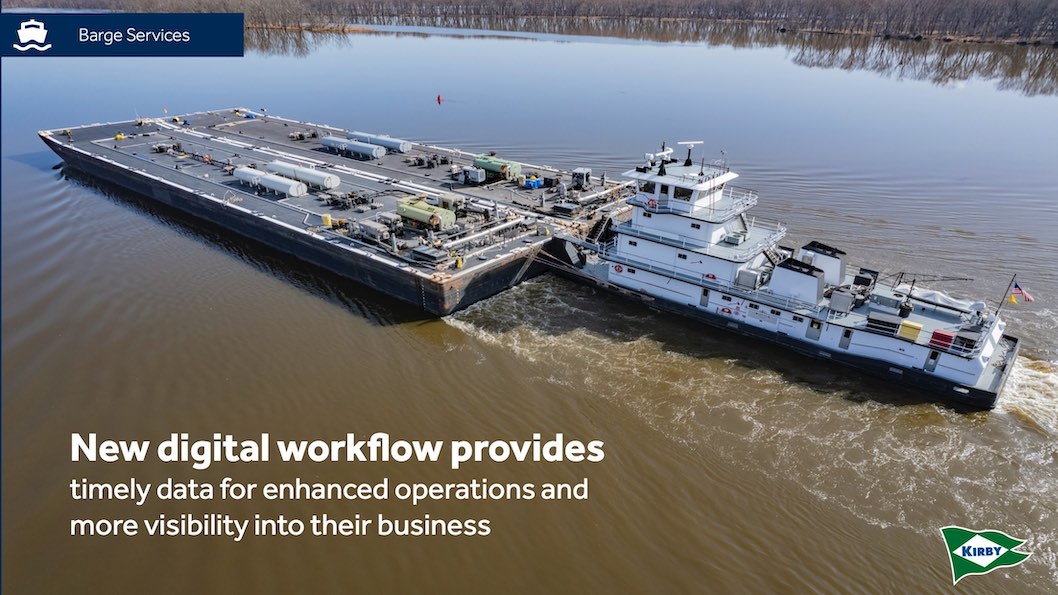 Barge Services
New digital workflow provides
timely data for enhanced operations and
more visibility into their business
KIRBY